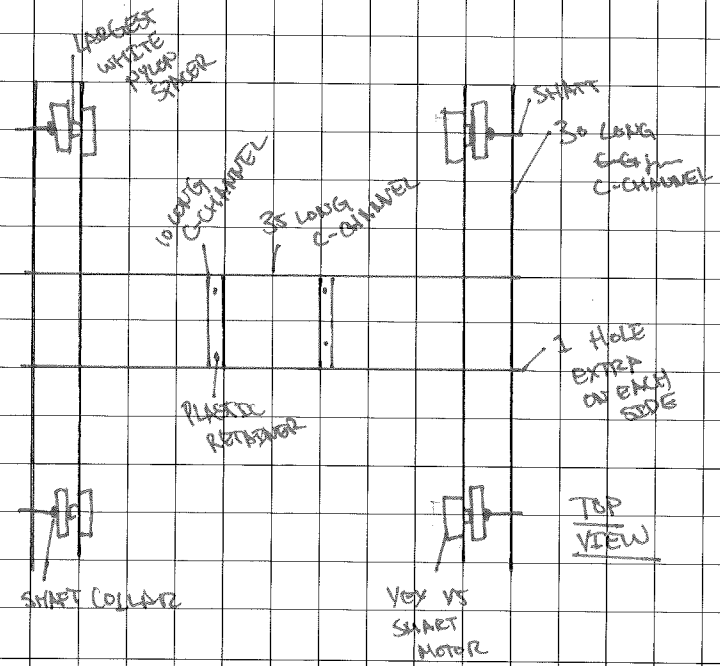 LARGEST
WHITE
NYLON
SPACER
SHAFT
30 LONG
C-CHANNEL
10 LONG
C-CHANNEL
35 LONG
C-CHANNEL
1 HOLE
EXTRA
ON EACH
SIDE
PLASTIC
RETAINER
TOP
VIEW
SHAFT COLLAR
VEX V5
SMART
MOTOR